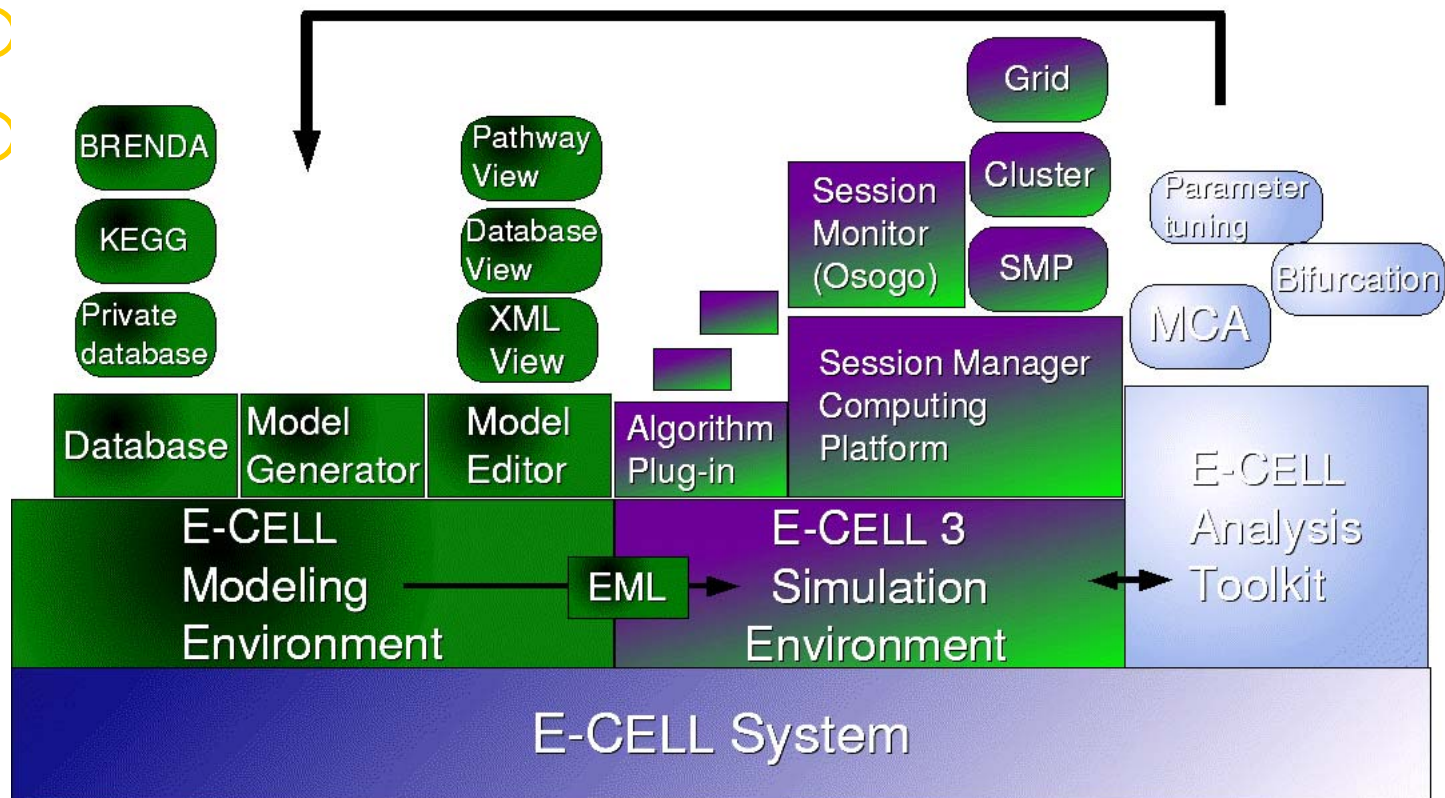 BRENDA
KEGG
Private
database
Pathway
View
Database
View
XML
View
Grid
Cluster
SMP
Session
Monitor
(Osogo)
Parameter
tuning
Bifurcation
MCA
Database
Model
Generator
Model
Editor
Algorithm
Plug-in
Session Manager
Computing
Platform
E-CELL
Modeling
Environment
EML
E-CELL 3
Simulation
Environment
E-CELL
Analysis
Toolkit
E-CELL System